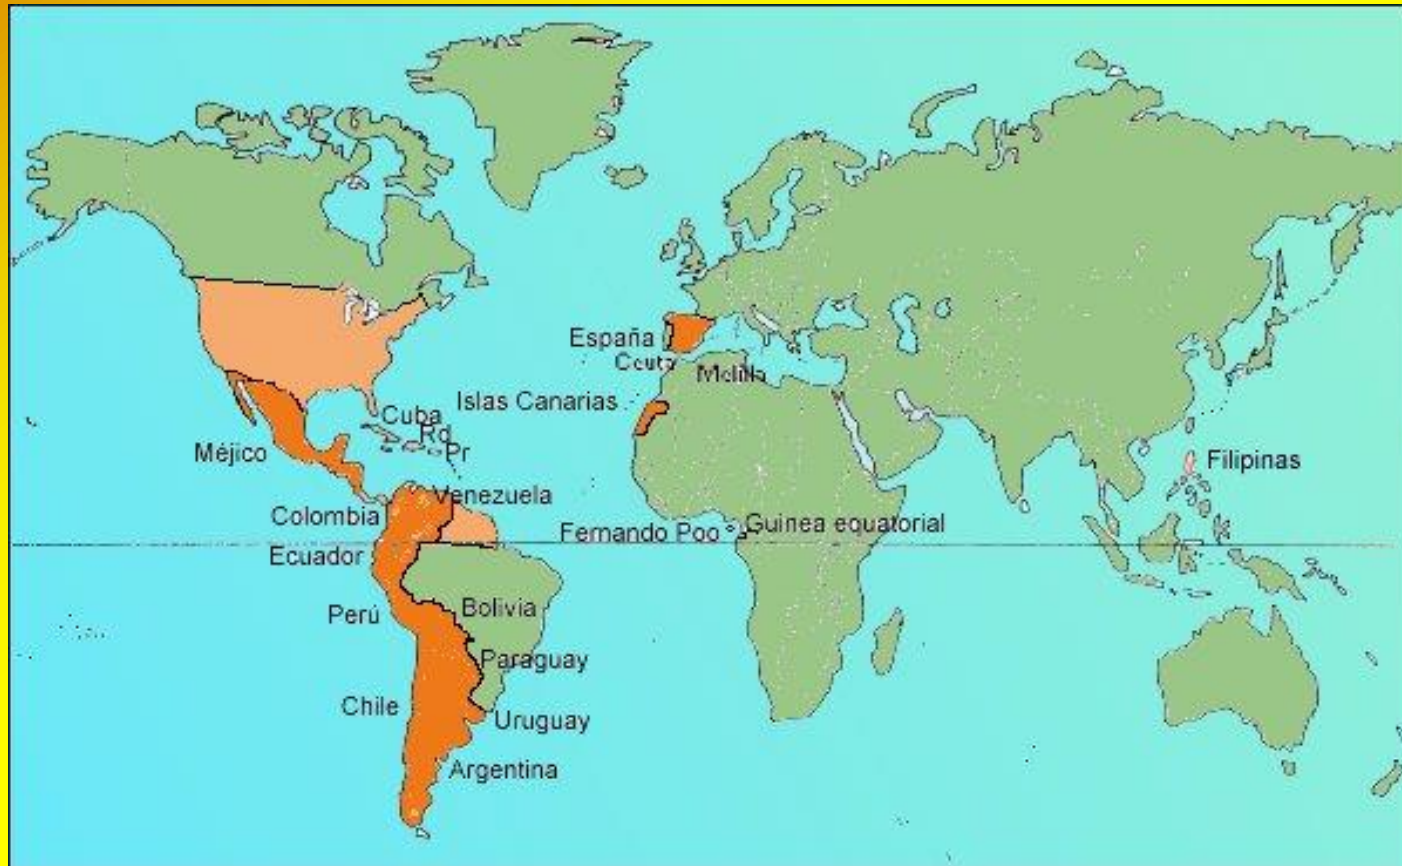 España
Ceuta
Melilla
Islas Canarias
Cuba
Rd
Pr
Méjico
Filipinas
Venezuela
Colombia
Fernando Poo
Guinea equatorial
Ecuador
Perú
Bolivia
Paraguay
Chile
Uruguay
Argentina